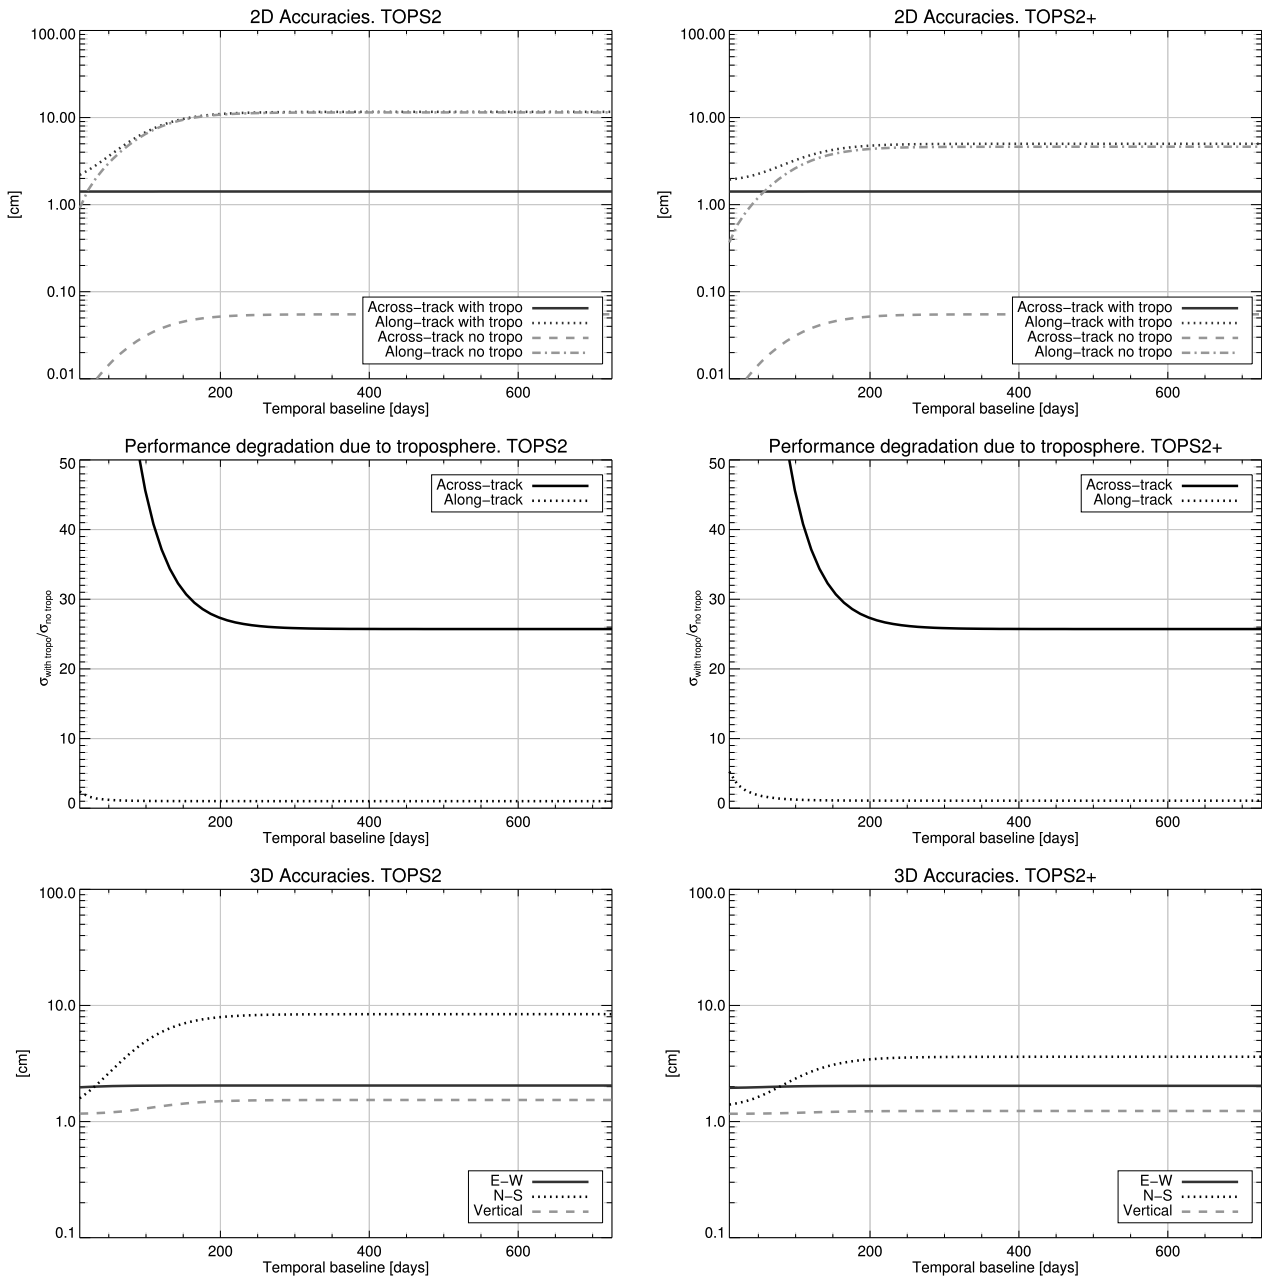 2D Accuracies. TOPS2
100.00
10.00
1.00
0.10
0.01
[cm]
Across-track with tropo
Along-track with tropo
Across-track no tropo
Along-track no tropo
200 400 600
Temporal baseline [days]
2D Accuracies. TOPS2+
100.00
10.00
1.00
0.10
0.01
[cm]
Across-track with tropo
Along-track with tropo
Across-track no tropo
Along-track no tropo
200 400 600
Temporal baseline [days]
Performance degradation due to troposphere. TOPS2
50
40
30
20
10
0
σwith tropo/σno tropo
Across-track
Along-track
200 400 600
Temporal baseline [days]
Performance degradation due to troposphere. TOPS2+
50
40
30
20
10
0
σwith tropo/σno tropo
Across-track
Along-track
200 400 600
Temporal baseline [days]
3D Accuracies. TOPS2
100.0
10.0
1.0
0.1
[cm]
E-W
N-S
Vertical
200 400 600
Temporal baseline [days]
3D Accuracies. TOPS2+
100.0
10.0
1.0
0.1
[cm]
E-W
N-S
Vertical
200 400 600
Temporal baseline [days]